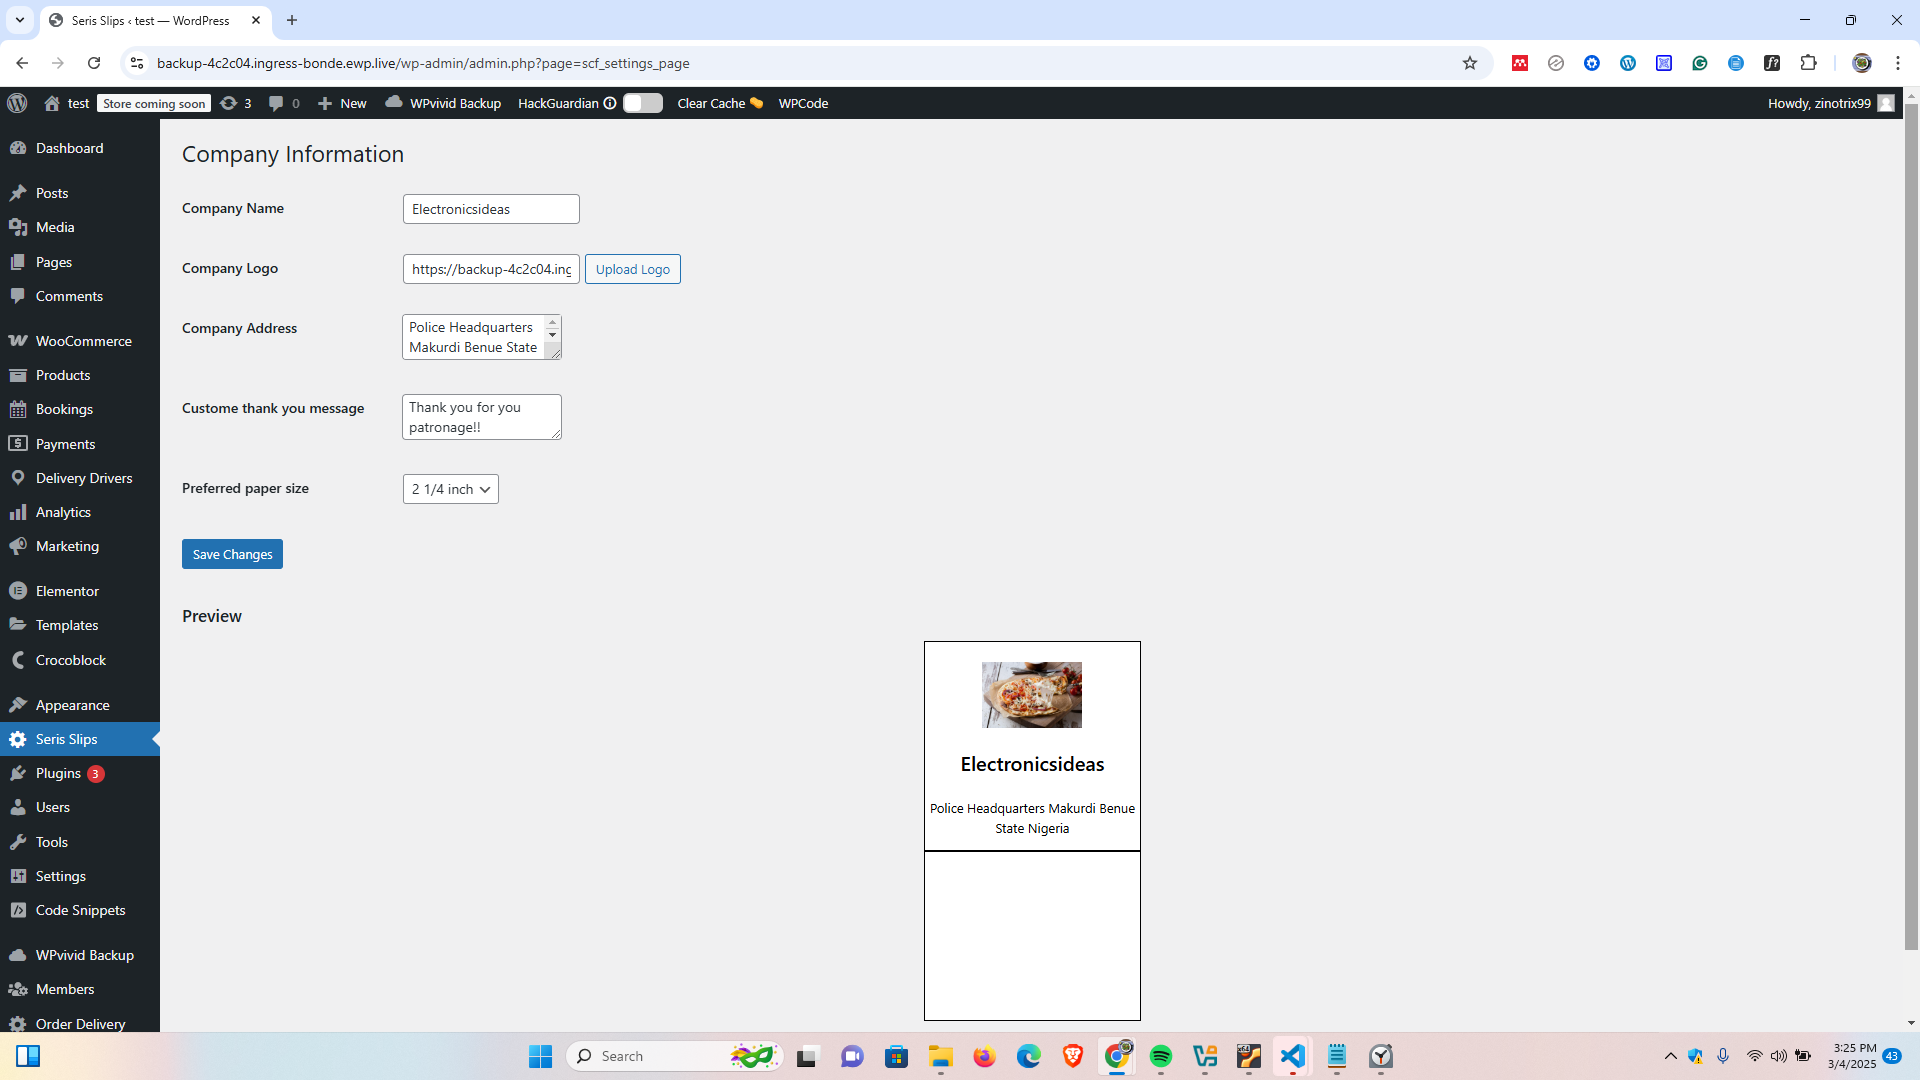 Seris Slips ‹ test — WordPress
backup-4c2c04.ingress-bonde.ewp.live/wp-admin/admin.php?page=scf_settings_page
test Store coming soon 3 0 New WPvivid Backup HackGuardian Clear Cache WPCode Howdy, zinotrix99
Dashboard
Posts
Media
Pages
Comments
WooCommerce
Products
Bookings
Payments
Delivery Drivers
Analytics
Marketing
Elementor
Templates
Crocoblock
Appearance
Seris Slips
Plugins 3
Users
Tools
Settings
Code Snippets
WPvivid Backup
Members
Order Delivery
Company Information
Company Name Electronicsideas
Company Logo https://backup-4c2c04.ing Upload Logo
Company Address Police Headquarters
Makurdi Benue State
Custome thank you message Thank you for you
patronage!!
Preferred paper size 2 1/4 inch
Save Changes
Preview
Electronicsideas
Police Headquarters Makurdi Benue
State Nigeria
Search
3:25 PM
3/4/2025
43